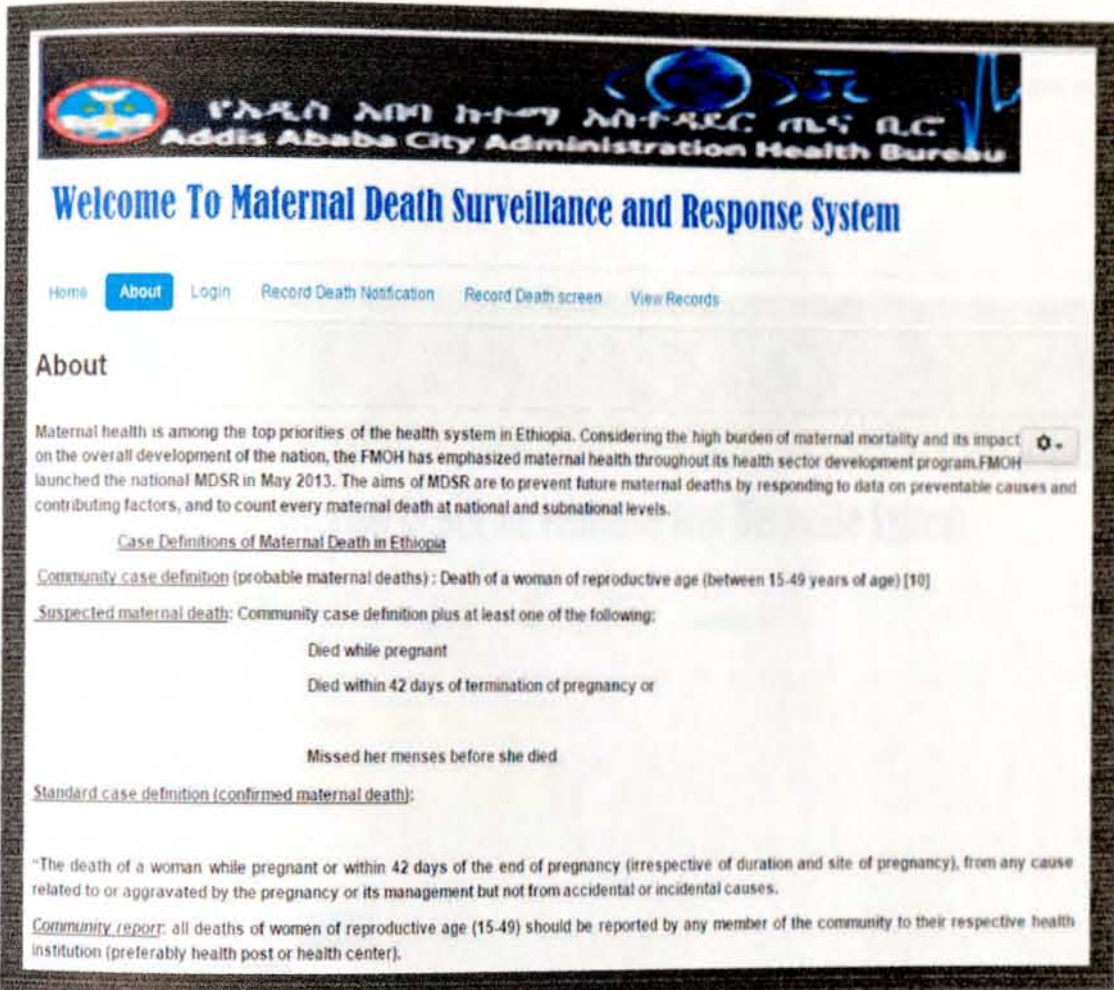 የአዲስ አበባ ከተማ አስተዳደር ጤና ቢሮ
Addis Ababa City Administration Health Bureau
Welcome To Maternal Death Surveillance and Response System
Home About Login Record Death Notification Record Death screen View Records
About
Maternal health is among the top priorities of the health system in Ethiopia. Considering the high burden of maternal mortality and its impact
on the overall development of the nation, the FMOH has emphasized maternal health throughout its health sector development program.FMOH
launched the national MDSR in May 2013. The aims of MDSR are to prevent future maternal deaths by responding to data on preventable causes and
contributing factors, and to count every maternal death at national and subnational levels.
Case Definitions of Maternal Death in Ethiopia
Community case definition (probable maternal deaths) : Death of a woman of reproductive age (between 15-49 years of age) [10]
Suspected maternal death: Community case definition plus at least one of the following:
Died while pregnant
Died within 42 days of termination of pregnancy or
Missed her menses before she died
Standard case definition (confirmed maternal death):
"The death of a woman while pregnant or within 42 days of the end of pregnancy (irrespective of duration and site of pregnancy), from any cause
related to or aggravated by the pregnancy or its management but not from accidental or incidental causes.
Community report: all deaths of women of reproductive age (15-49) should be reported by any member of the community to their respective health
institution (preferably health post or health center).